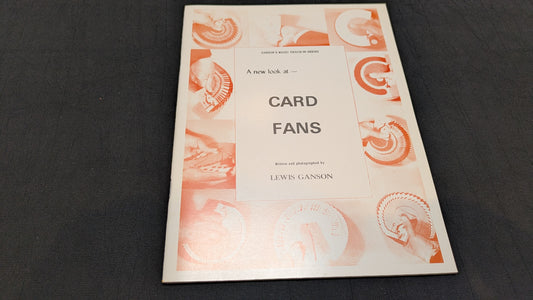 A new look at —
CARD
FANS
Written and photographed by
LEWIS GANSON